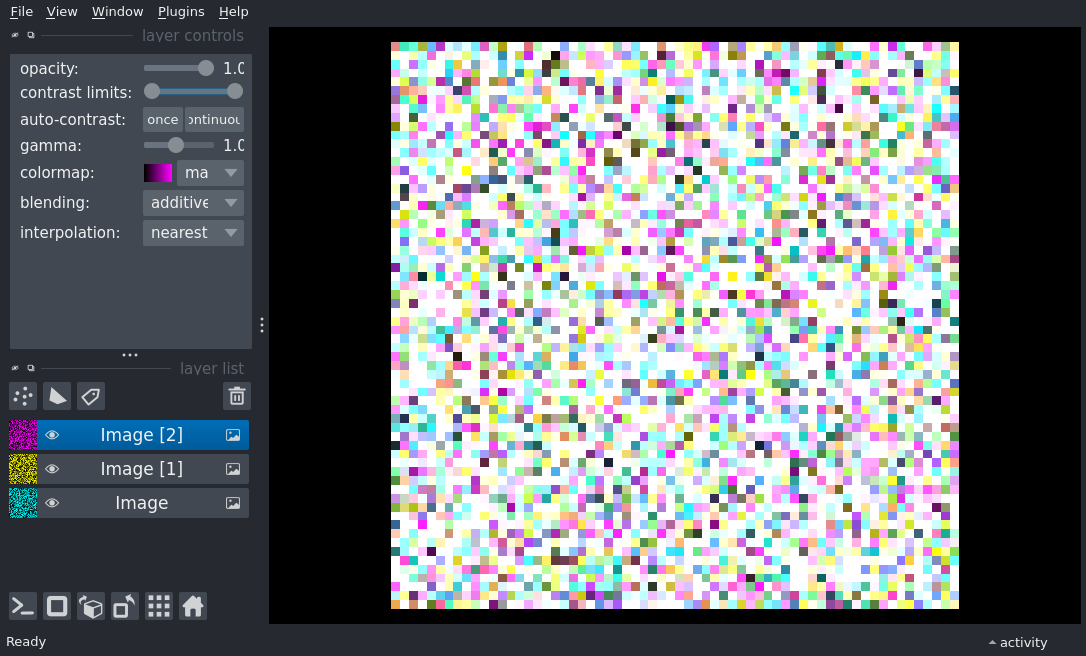 File View Window Plugins Help
layer controls
opacity: 1.0
contrast limits:
auto-contrast: once ontinuou
gamma: 1.0
colormap: ma
blending: additive
interpolation: nearest
layer list
Image [2]
Image [1]
Image
Ready activity